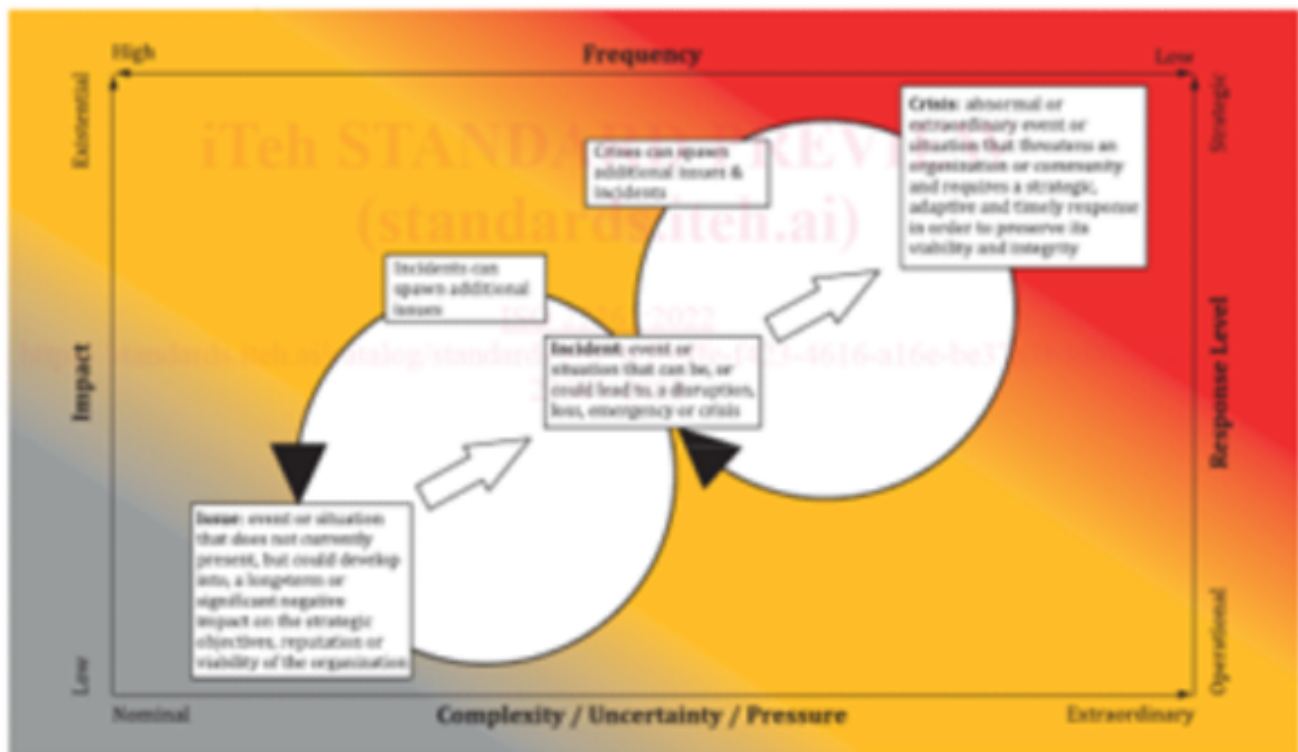 High
Frequency
Low
Existential
Strategic
iTeh STANDARD PREVIEW
(standards.iteh.ai)
Crisis: abnormal or
extraordinary event or
situation that threatens an
organization or community
and requires a strategic,
adaptive and timely response
in order to preserve its
viability and integrity
Crises can spawn
additional issues &
incidents
Incidents can
spawn additional
issues
Incident: event or
situation that can be, or
could lead to, a disruption,
loss, emergency or crisis
Impact
Response Level
Issue: event or situation
that does not currently
present, but could develop
into, a long-term or
significant negative
impact on the strategic
objectives, reputation or
viability of the organization
Low
Operational
Nominal
Complexity / Uncertainty / Pressure
Extraordinary